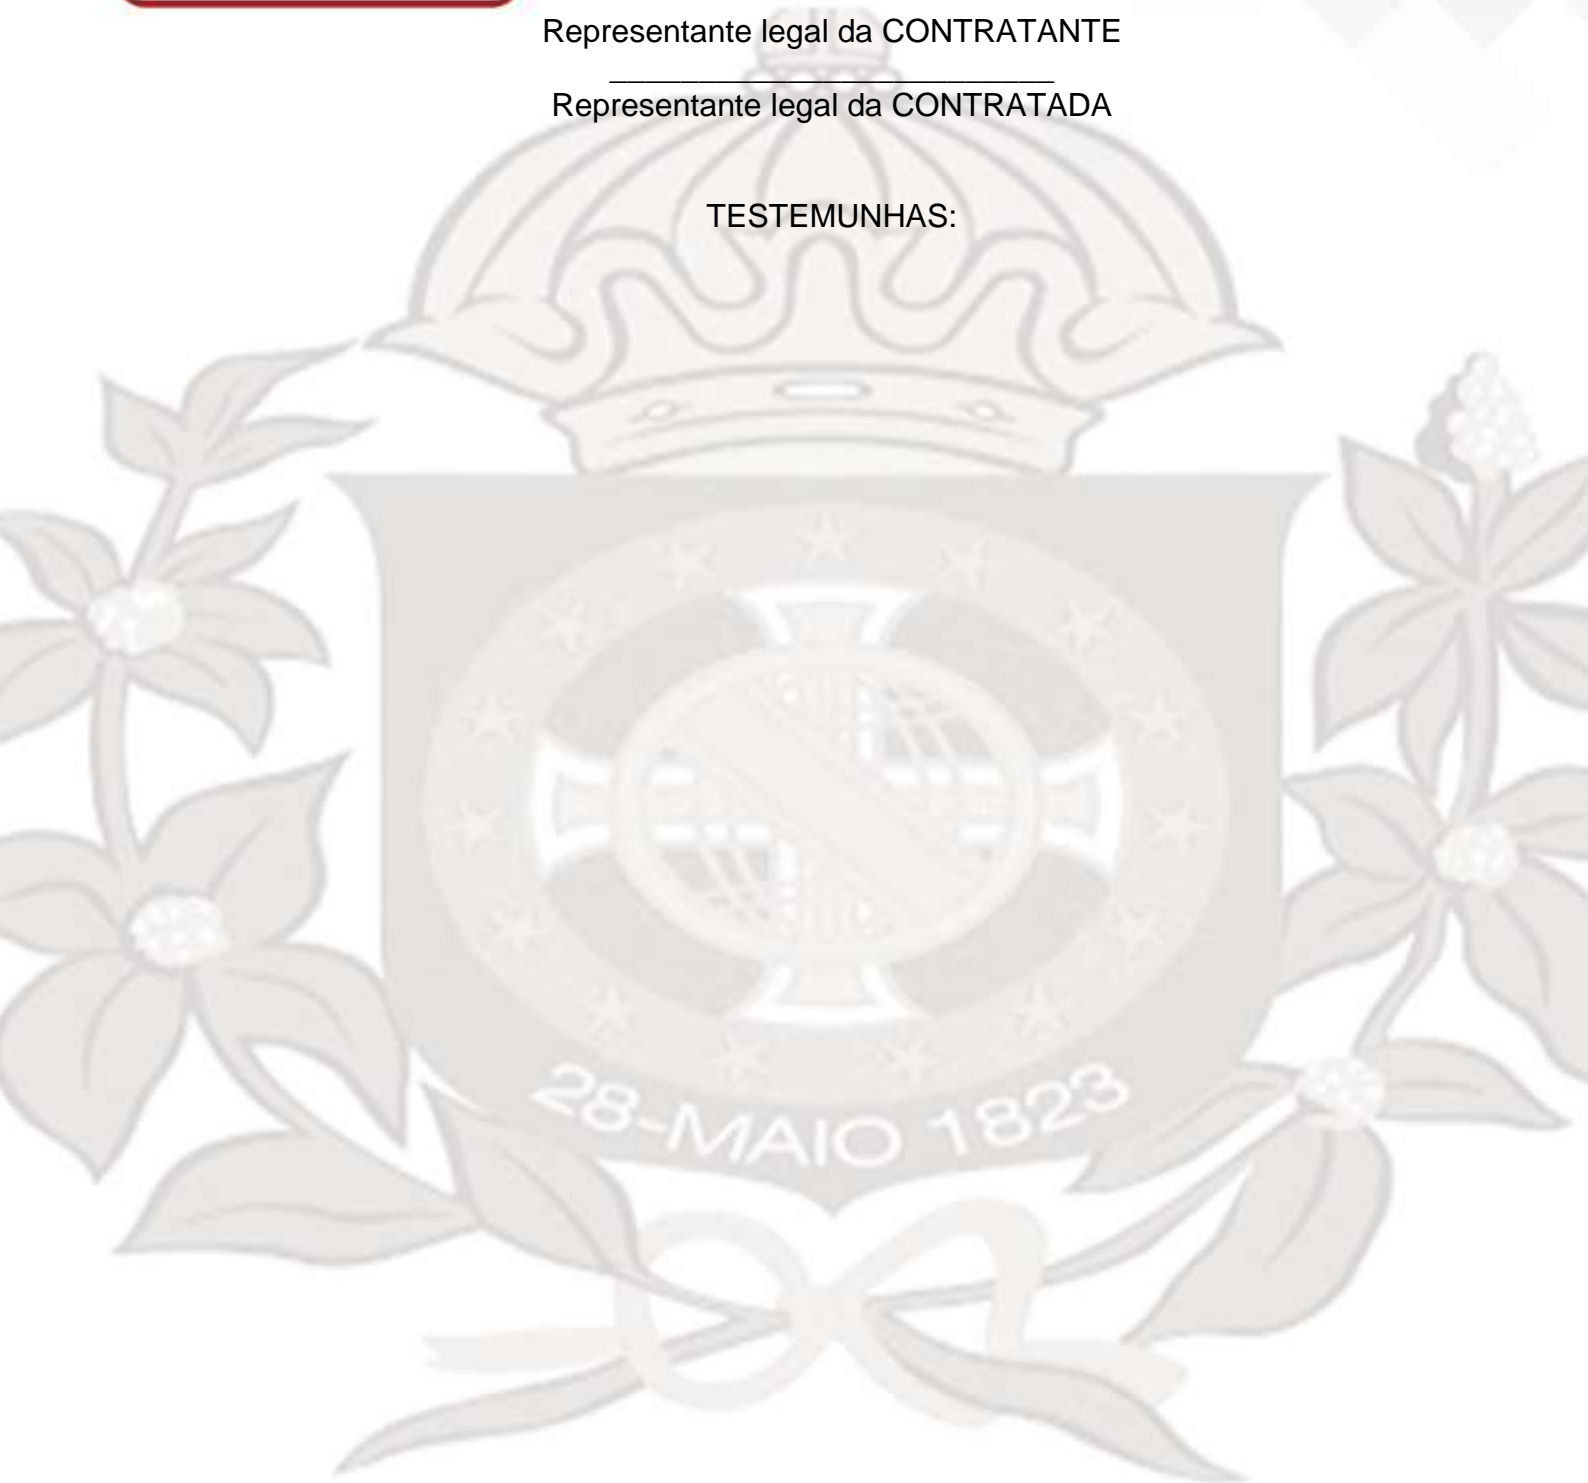 Representante legal da CONTRATANTE
_________________________
Representante legal da CONTRATADA
TESTEMUNHAS:
28-MAIO 1823